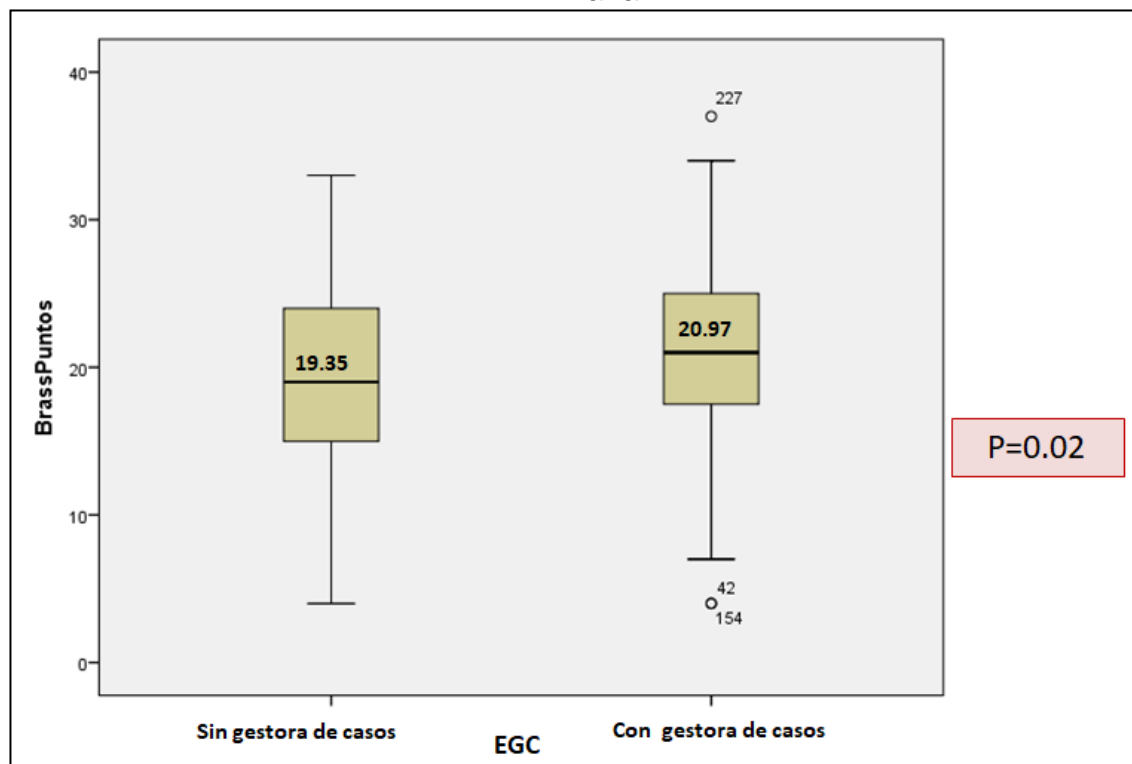 40
227
30
BrassPuntos
19.35
20.97
20
P=0.02
10
42
154
0
Sin gestora de casos
Con gestora de casos
EGC